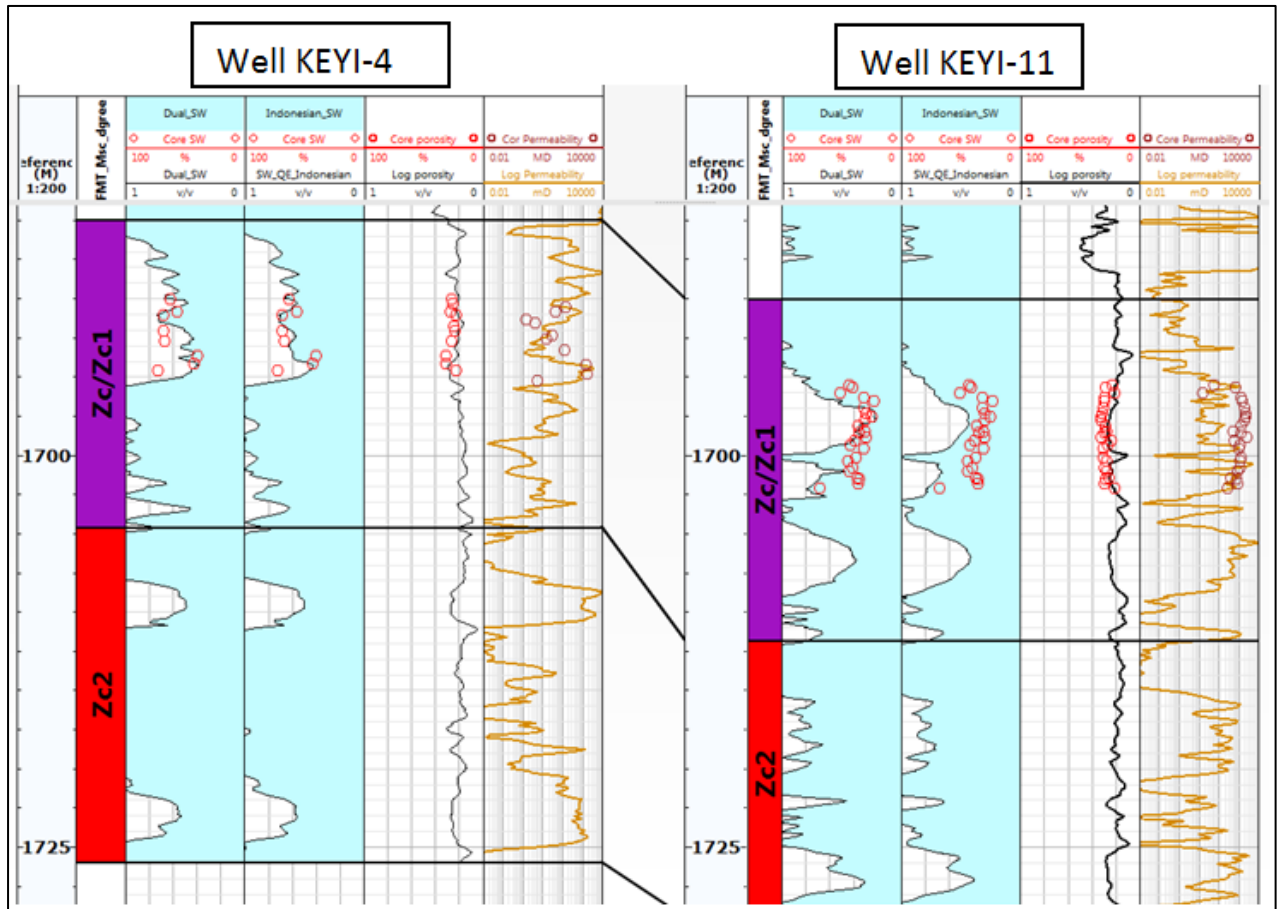 Well KEYI-4
Well KEYI-11
eferenc
(M)
1:200
FMT_Msc_dgree
Dual_SW
Core SW
100 % 0
Dual_SW
1 v/v 0
Indonesian_SW
Core SW
100 % 0
SW_QE_Indonesian
1 v/v 0
Core porosity
100 % 0
Log porosity
1 v/v 0
Cor Permeability
0.01 MD 10000
Log Permeability
0.01 mD 10000
Zc/Zc1
-1700
Zc2
-1725
eferenc
(M)
1:200
FMT_Msc_dgree
Dual_SW
Core SW
100 % 0
Dual_SW
1 v/v 0
Indonesian_SW
Core SW
100 % 0
SW_QE_Indonesian
1 v/v 0
Core porosity
100 % 0
Log porosity
1 v/v 0
Cor Permeability
0.01 MD 10000
Log permeability
0.01 mD 10000
Zc/Zc1
-1700
Zc2
-1725